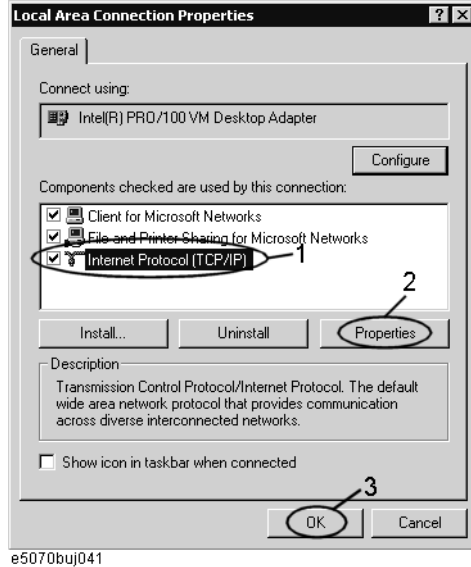 Local Area Connection Properties
General
Connect using:
Intel(R) PRO/100 VM Desktop Adapter
Configure
Components checked are used by this connection:
Client for Microsoft Networks
File and Printer Sharing for Microsoft Networks
Internet Protocol (TCP/IP)
1
2
Install...
Uninstall
Properties
Description
Transmission Control Protocol/Internet Protocol. The default
wide area network protocol that provides communication
across diverse interconnected networks.
Show icon in taskbar when connected
3
OK
Cancel
e5070buj041